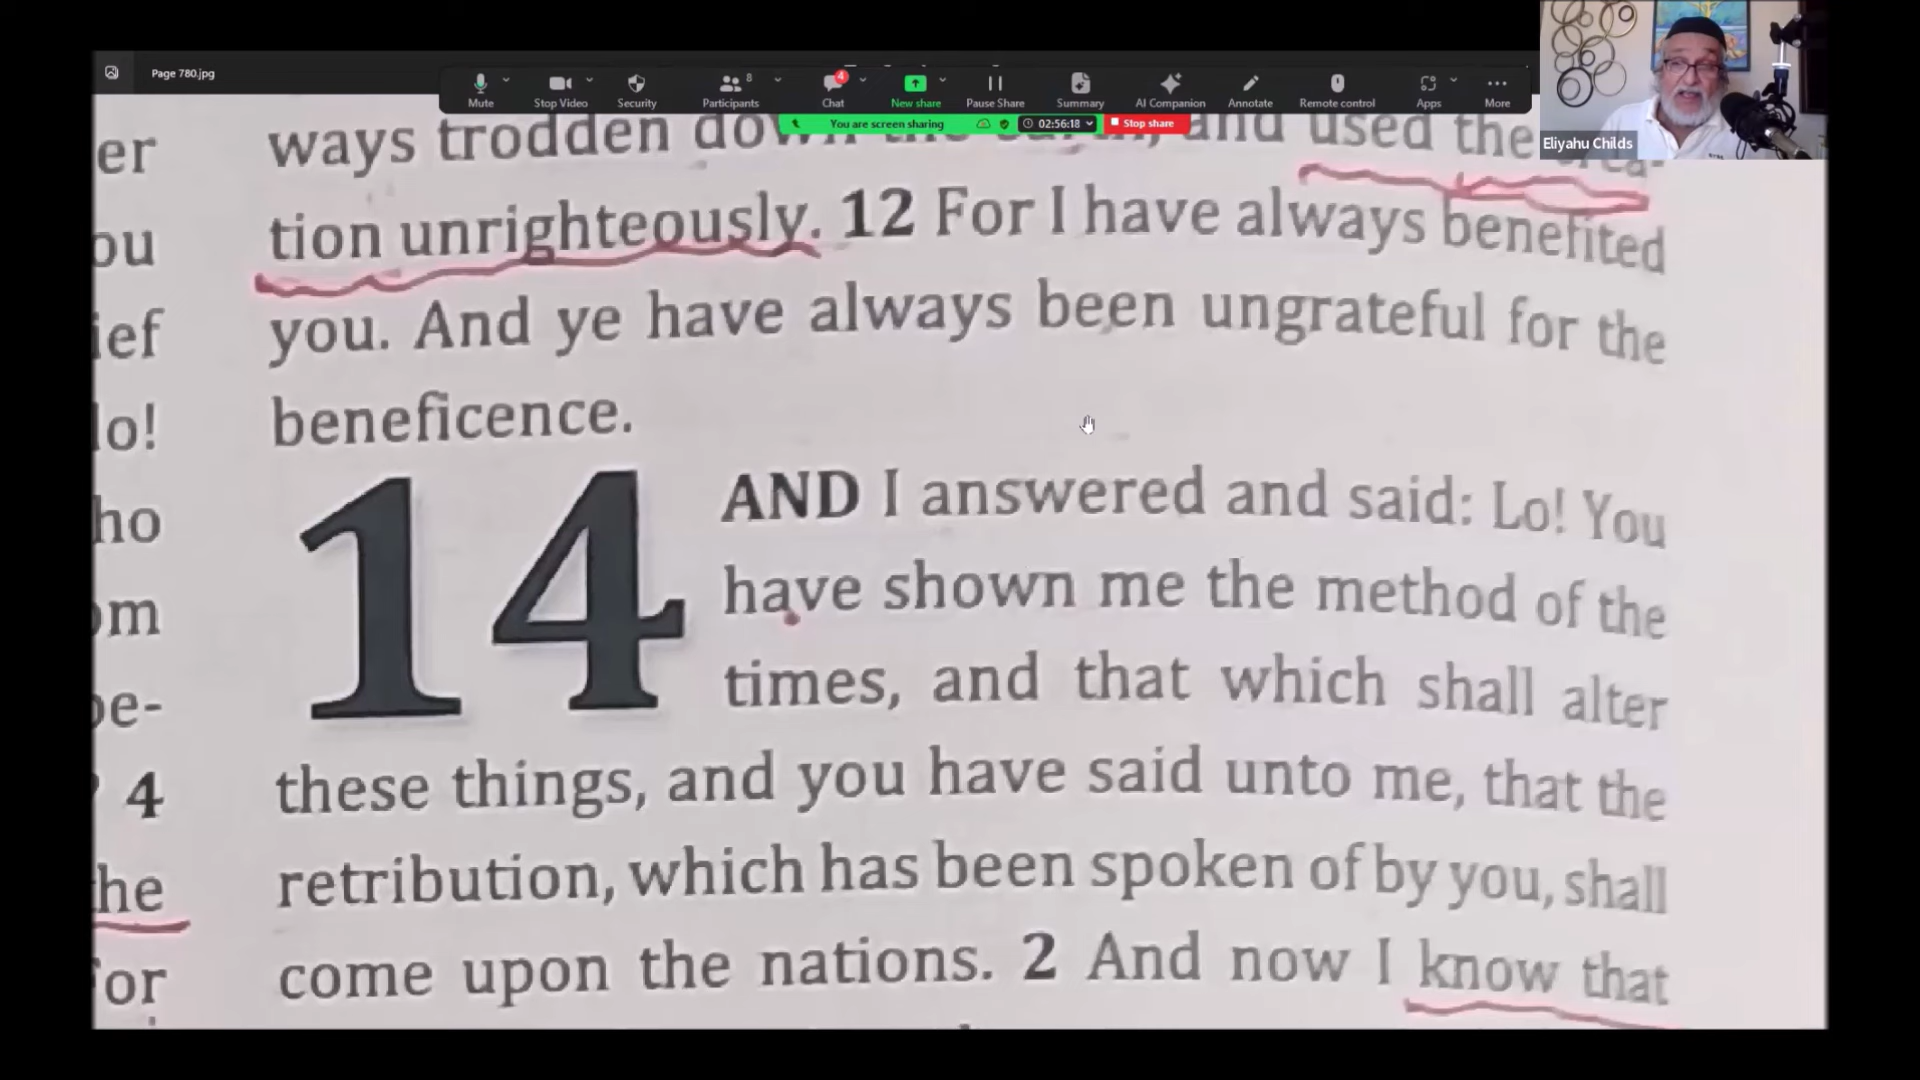 Page 780.jpg
Mute
Stop Video
Security
Participants
8
Chat
4
New share
Pause Share
Summary
AI Companion
Annotate
Remote control
Apps
More
You are screen sharing
02:56:18
Stop share
Eliyahu Childs
er
ou
ief
lo!
ho
om
be-
4
he
for
ways trodden down the earth, and used the crea-
tion unrighteously. 12 For I have always benefited
you. And ye have always been ungrateful for the
beneficence.
14
AND I answered and said: Lo! You
have shown me the method of the
times, and that which shall alter
these things, and you have said unto me, that the
retribution, which has been spoken of by you, shall
come upon the nations. 2 And now I know that